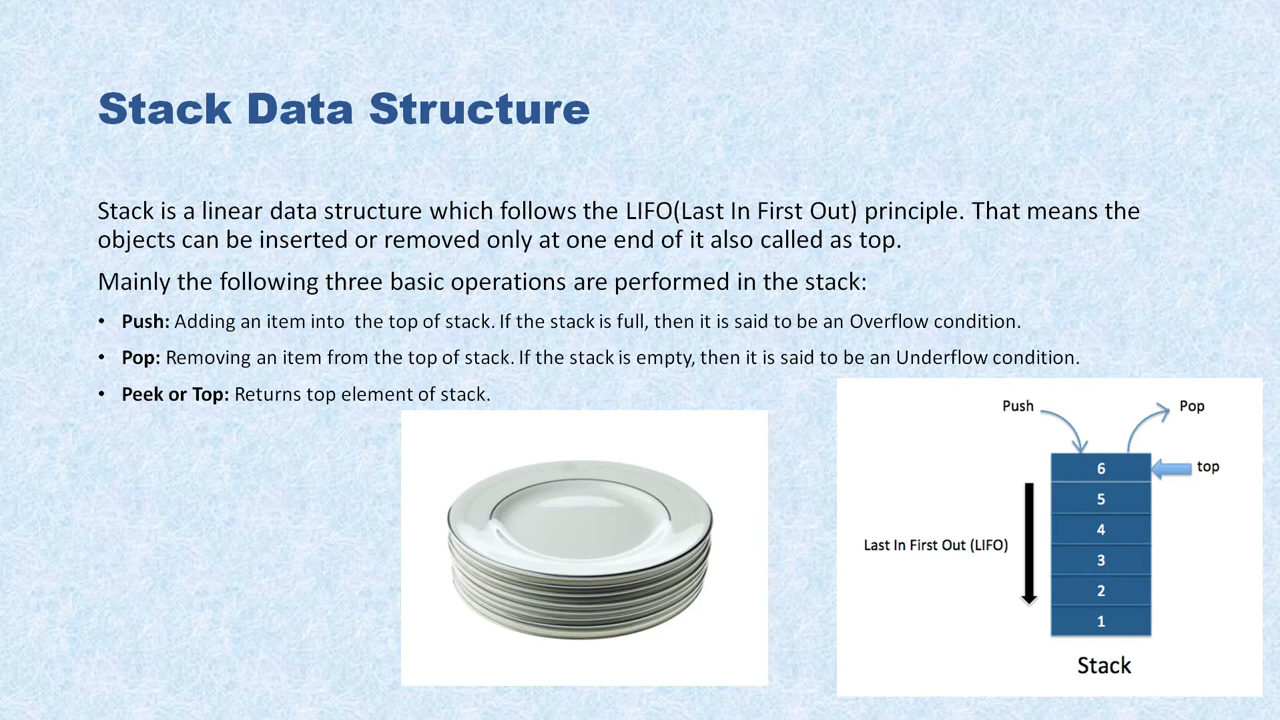 Stack Data Structure
Stack is a linear data structure which follows the LIFO(Last In First Out) principle. That means the
objects can be inserted or removed only at one end of it also called as top.
Mainly the following three basic operations are performed in the stack:
• Push: Adding an item into  the top of stack. If the stack is full, then it is said to be an Overflow condition.
• Pop: Removing an item from the top of stack. If the stack is empty, then it is said to be an Underflow condition.
• Peek or Top: Returns top element of stack.
Push
Pop
6
top
5
4
Last In First Out (LIFO)
3
2
1
Stack